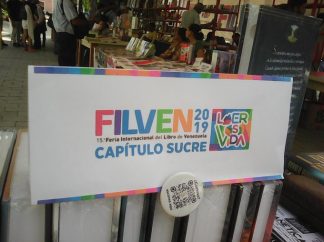 FILVEN 2019
15ª Feria Internacional del Libro de Venezuela
CAPÍTULO SUCRE
LEER
ES
VIDA